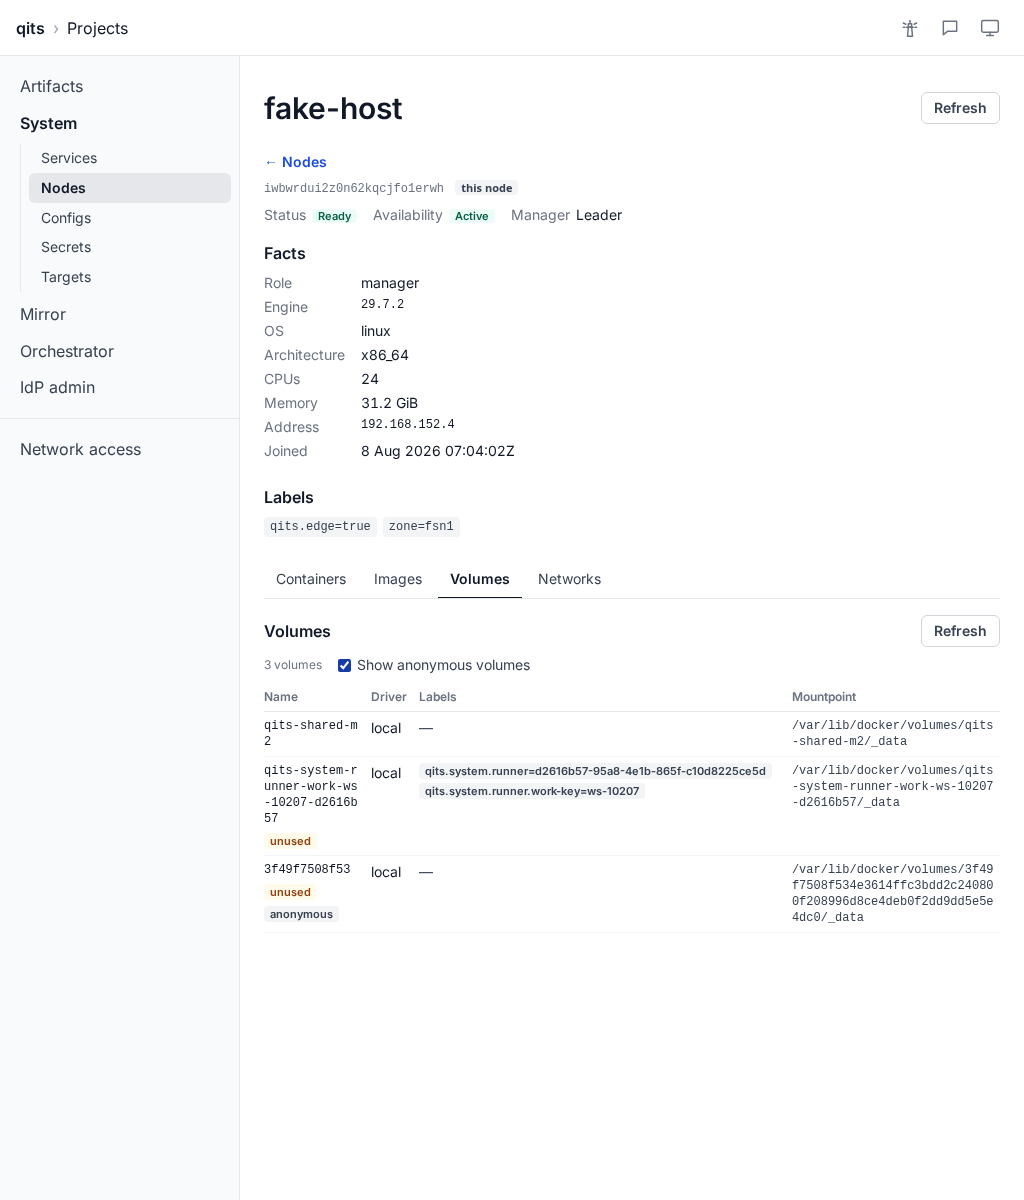 qits › Projects
Artifacts
System
Services
Nodes
Configs
Secrets
Targets
Mirror
Orchestrator
IdP admin
Network access
fake-host
Refresh
← Nodes
iwbwrdui2z0n62kqcjfo1erwh this node
Status Ready Availability Active Manager Leader
Facts
Role manager
Engine 29.7.2
OS linux
Architecture x86_64
CPUs 24
Memory 31.2 GiB
Address 192.168.152.4
Joined 8 Aug 2026 07:04:02Z
Labels
qits.edge=true zone=fsn1
Containers Images Volumes Networks
Volumes
Refresh
3 volumes Show anonymous volumes
Name Driver Labels Mountpoint
qits-shared-m
2
local
—
/var/lib/docker/volumes/qits
-shared-m2/_data
qits-system-r
unner-work-ws
-10207-d2616b
57
unused
local
qits.system.runner=d2616b57-95a8-4e1b-865f-c10d8225ce5d
qits.system.runner.work-key=ws-10207
/var/lib/docker/volumes/qits
-system-runner-work-ws-10207
-d2616b57/_data
3f49f7508f53
unused
anonymous
local
—
/var/lib/docker/volumes/3f49
f7508f534e3614ffc3bdd2c24080
0f208996d8ce4deb0f2dd9dd5e5e
4dc0/_data